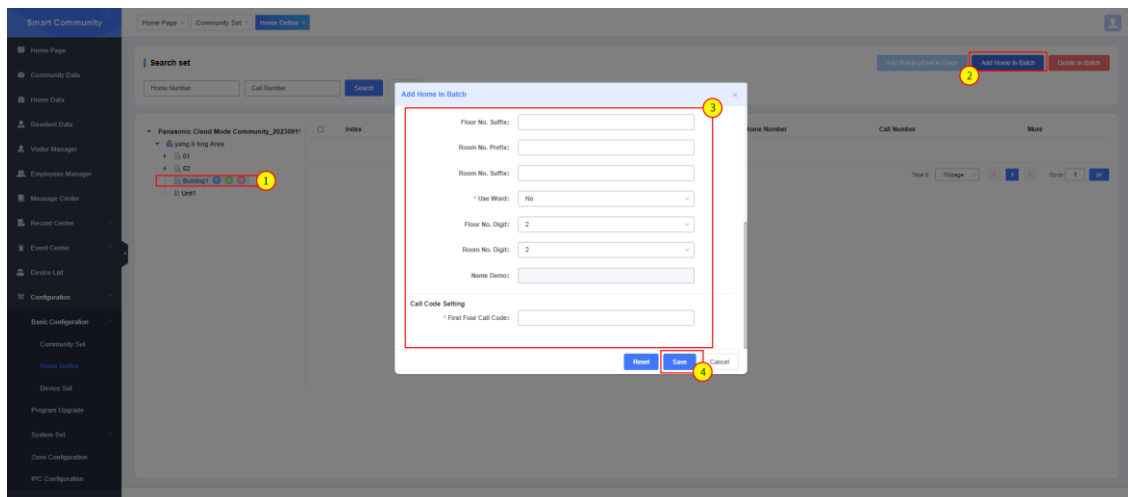 Smart Community
Home Page ×
Community Set ×
Home Define ×
Home Page
Community Data
Home Data
Resident Data
Visitor Manager
Employees Manager
Message Center
Record Center
Event Center
Device List
Configuration
Basic Configuration
Community Set
Home Define
Device Set
Program Upgrade
System Set
Zone Configuration
IPC Configuration
Search set
Add Building/Unit In Batch
Add Home In Batch
Delete In Batch
2
Home Number
Call Number
Search
Panasonic Cloud Mode Community_2023091
yang li ting Area
01
02
Building1
1
Unit1
Index
Home Number
Call Number
More
Total 0
10/page
1
Go to
1
go
Add Home In Batch
×
3
Floor No. Suffix:
Room No. Prefix:
Room No. Suffix:
* Use Word: No
Floor No. Digit: 2
Room No. Digit: 2
Name Demo:
Call Code Setting
* First Four Call Code:
Reset
Save
Cancel
4